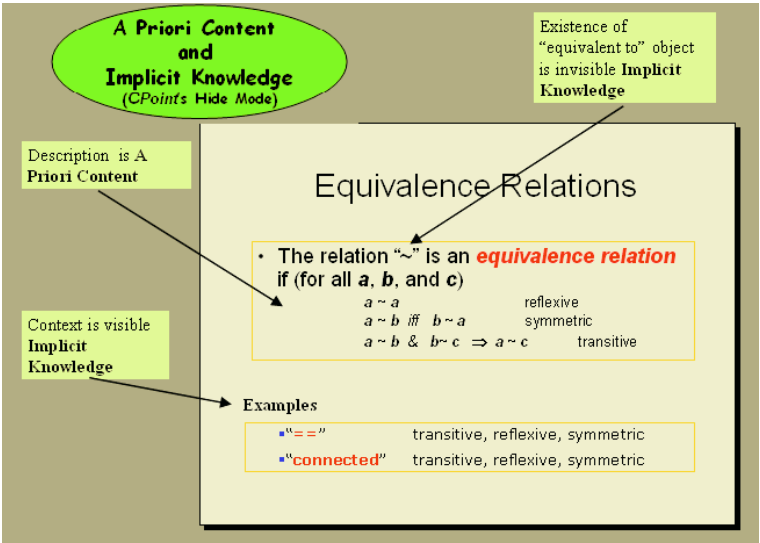 A Priori Content
and
Implicit Knowledge
(CPoint's Hide Mode)
Existence of
“equivalent to” object
is invisible Implicit
Knowledge
Description is A
Priori Content
Equivalence Relations
• The relation “~” is an equivalence relation
if (for all a, b, and c)
a ~ a reflexive
a ~ b iff b ~ a symmetric
a ~ b & b~ c ⇒ a ~ c transitive
Context is visible
Implicit
Knowledge
Examples
▪“==” transitive, reflexive, symmetric
▪“connected” transitive, reflexive, symmetric